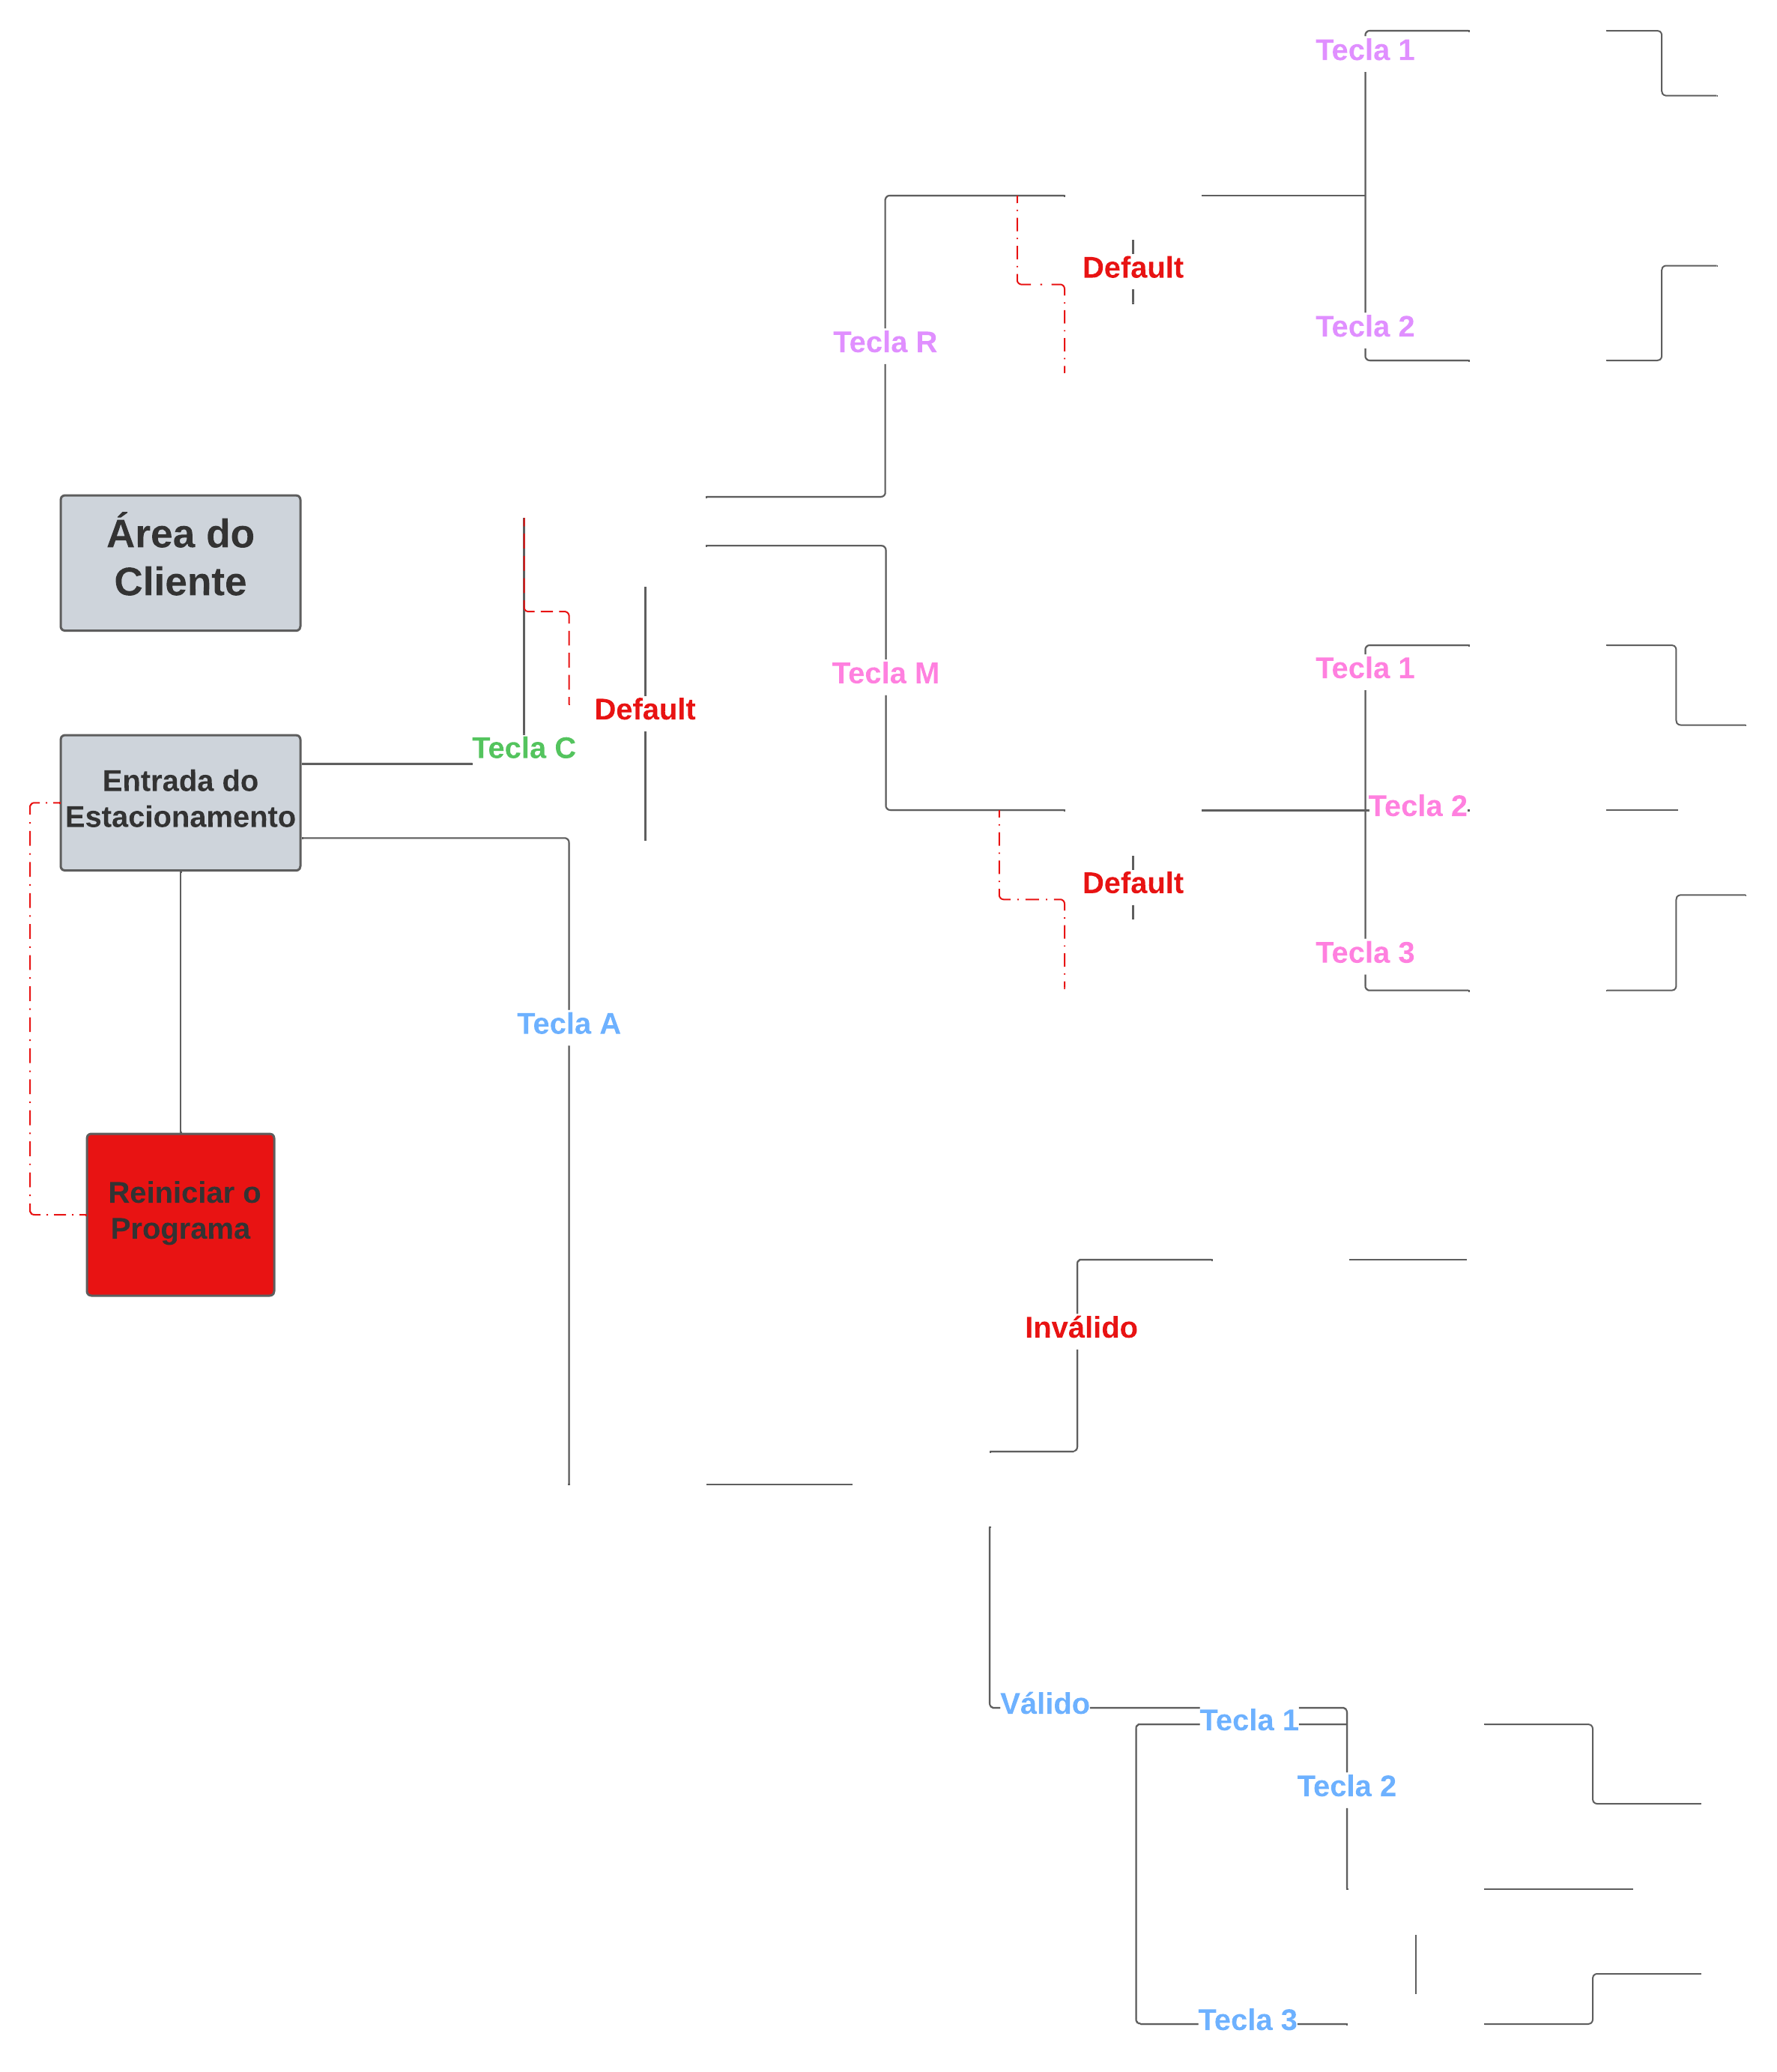 Tecla 1
Default
Tecla 2
Tecla R
Área do
Cliente
Tecla M
Tecla 1
Default
Tecla C
Entrada do
Estacionamento
Tecla 2
Default
Tecla 3
Tecla A
Reiniciar o
Programa
Inválido
Válido
Tecla 1
Tecla 2
Tecla 3